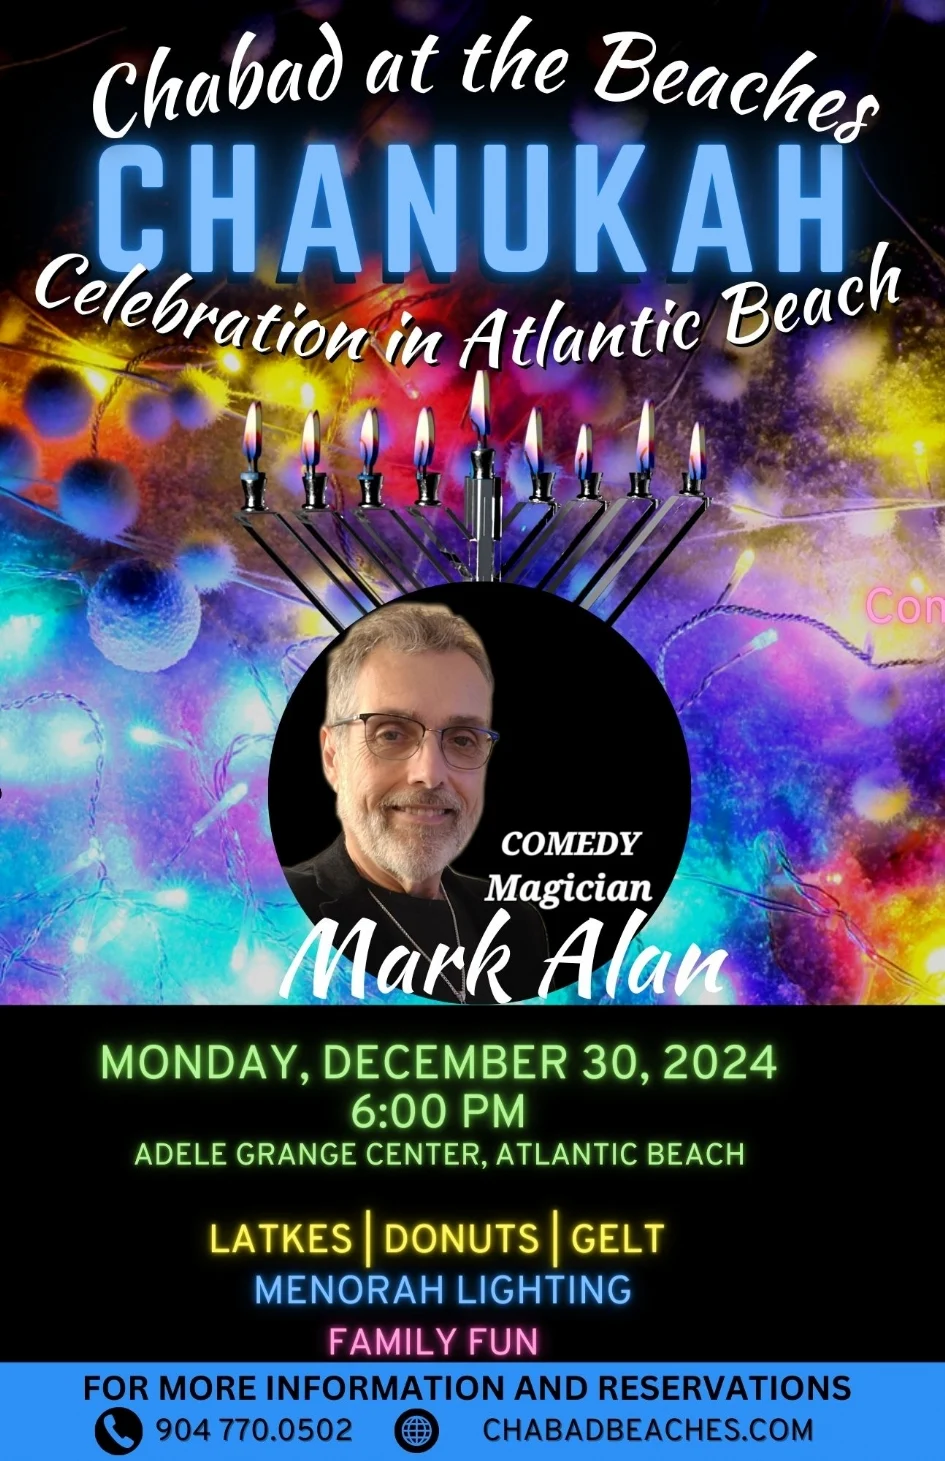 Chabad at the Beaches
CHANUKAH
Celebration in Atlantic Beach
Con
COMEDY
Magician
Mark Alan
MONDAY, DECEMBER 30, 2024
6:00 PM
ADELE GRANGE CENTER, ATLANTIC BEACH
LATKES | DONUTS | GELT
MENORAH LIGHTING
FAMILY FUN
FOR MORE INFORMATION AND RESERVATIONS
904 770.0502 CHABADBEACHES.COM